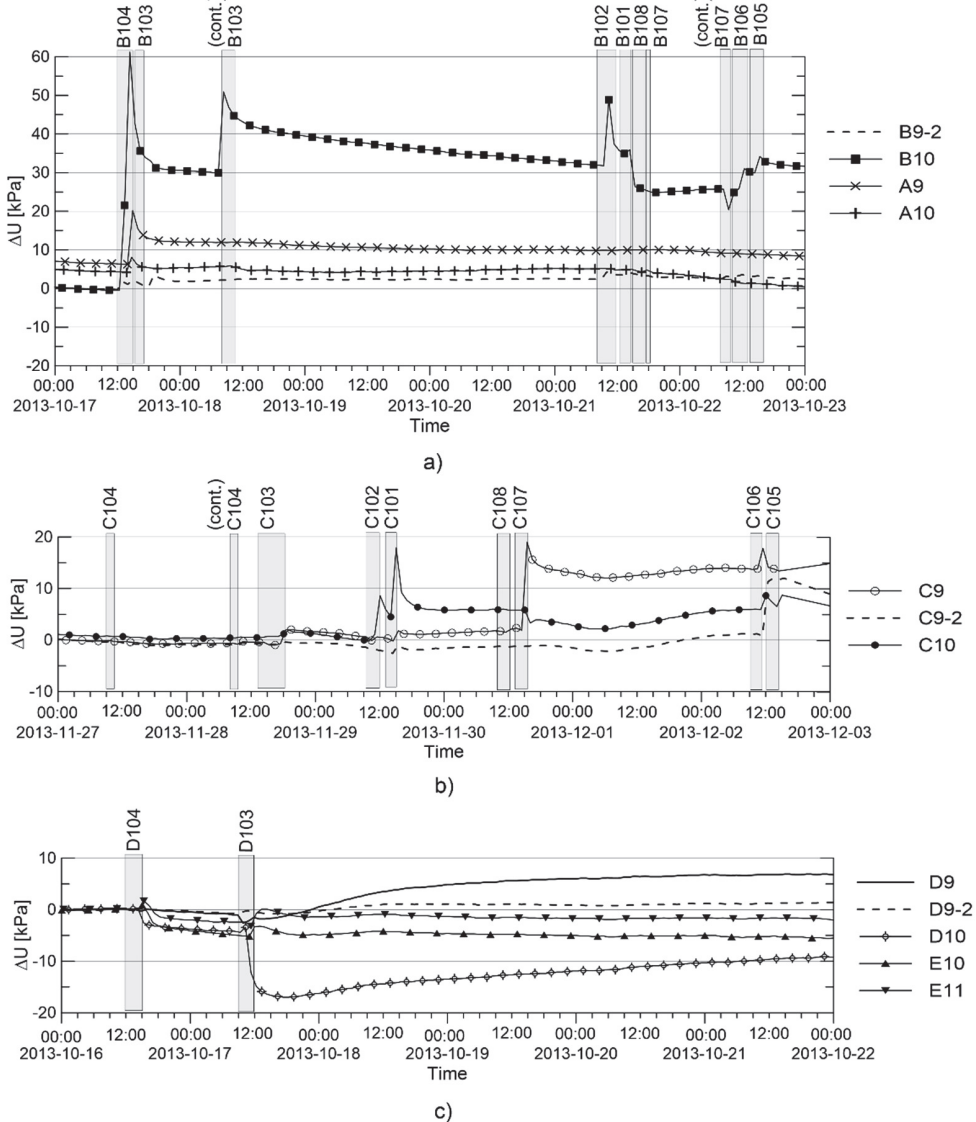 B104
B103
(cont.)
B103
B102
B101
B108
B107
(cont.)
B107
B106
B105
60
50
40
30
20
10
0
-10
-20
ΔU [kPa]
B9-2
B10
A9
A10
00:00 12:00 00:00 12:00 00:00 12:00 00:00 12:00 00:00 12:00 00:00 12:00 00:00
2013-10-17 2013-10-18 2013-10-19 2013-10-20 2013-10-21 2013-10-22 2013-10-23
Time
a)
C104
(cont.)
C104
C103
C102
C101
C108
C107
C106
C105
20
10
0
-10
ΔU [kPa]
C9
C9-2
C10
00:00 12:00 00:00 12:00 00:00 12:00 00:00 12:00 00:00 12:00 00:00 12:00 00:00
2013-11-27 2013-11-28 2013-11-29 2013-11-30 2013-12-01 2013-12-02 2013-12-03
Time
b)
D104
D103
10
0
-10
-20
ΔU [kPa]
D9
D9-2
D10
E10
E11
00:00 12:00 00:00 12:00 00:00 12:00 00:00 12:00 00:00 12:00 00:00 12:00 00:00
2013-10-16 2013-10-17 2013-10-18 2013-10-19 2013-10-20 2013-10-21 2013-10-22
Time
c)